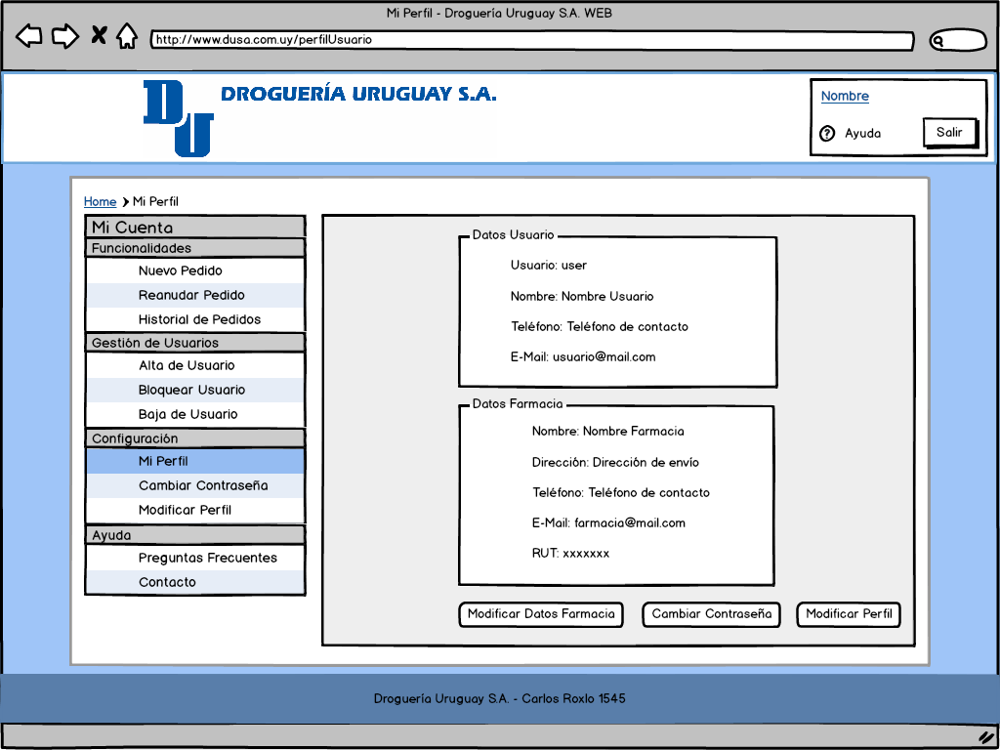 Mi Perfil - Droguería Uruguay S.A. WEB
http://www.dusa.com.uy/perfilUsuario
DU
DROGUERÍA URUGUAY S.A.
Nombre
? Ayuda
Salir
Home > Mi Perfil
Mi Cuenta
Funcionalidades
Nuevo Pedido
Reanudar Pedido
Historial de Pedidos
Gestión de Usuarios
Alta de Usuario
Bloquear Usuario
Baja de Usuario
Configuración
Mi Perfil
Cambiar Contraseña
Modificar Perfil
Ayuda
Preguntas Frecuentes
Contacto
Datos Usuario
Usuario: user
Nombre: Nombre Usuario
Teléfono: Teléfono de contacto
E-Mail: usuario@mail.com
Datos Farmacia
Nombre: Nombre Farmacia
Dirección: Dirección de envío
Teléfono: Teléfono de contacto
E-Mail: farmacia@mail.com
RUT: xxxxxxx
Modificar Datos Farmacia
Cambiar Contraseña
Modificar Perfil
Droguería Uruguay S.A. - Carlos Roxlo 1545